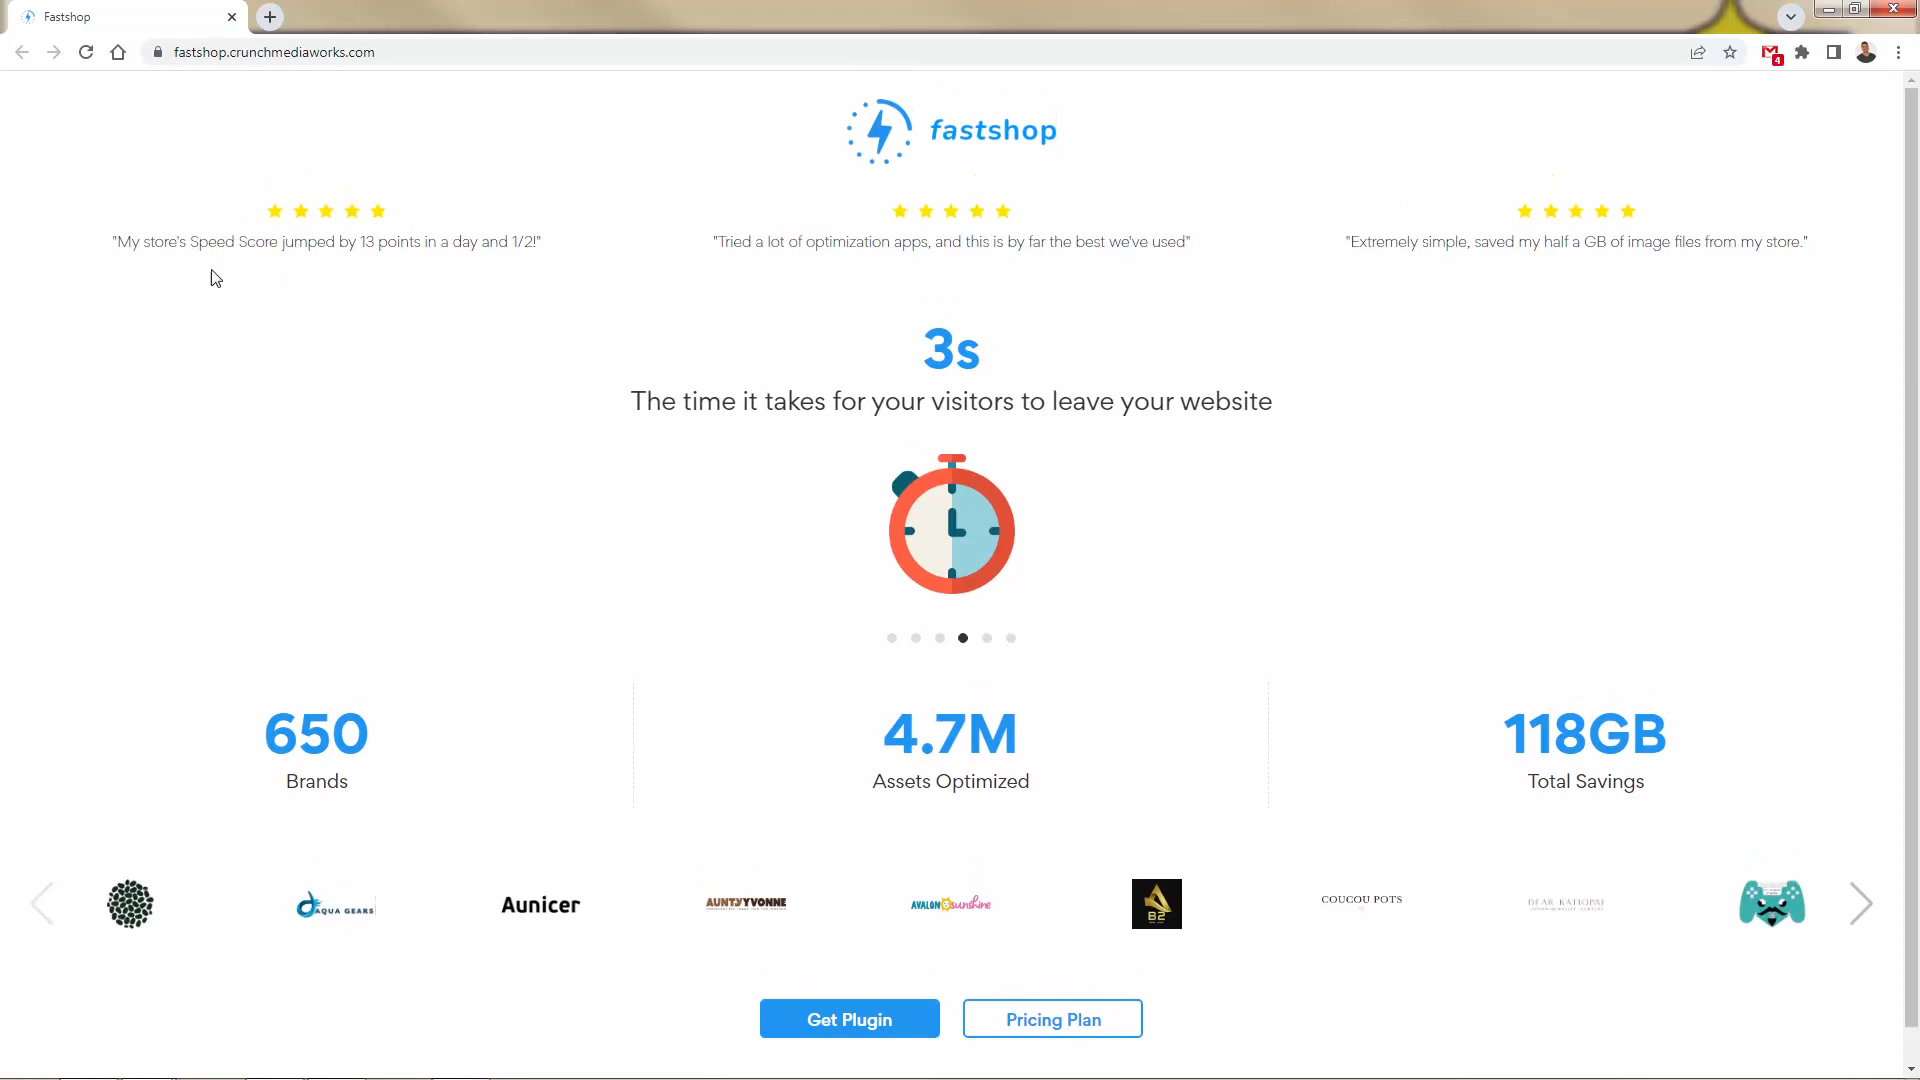 Fastshop
fastshop.crunchmediaworks.com
4
fastshop
"My store's Speed Score jumped by 13 points in a day and 1/2!"
"Tried a lot of optimization apps, and this is by far the best we've used"
"Extremely simple, saved my half a GB of image files from my store."
3s
The time it takes for your visitors to leave your website
650
Brands
4.7M
Assets Optimized
118GB
Total Savings
AQUA GEARS
Aunicer
AUNTYYVONNE
AVALON sunshine
B2
COUCOU POTS
DEAR KATIOPAI
Get Plugin
Pricing Plan